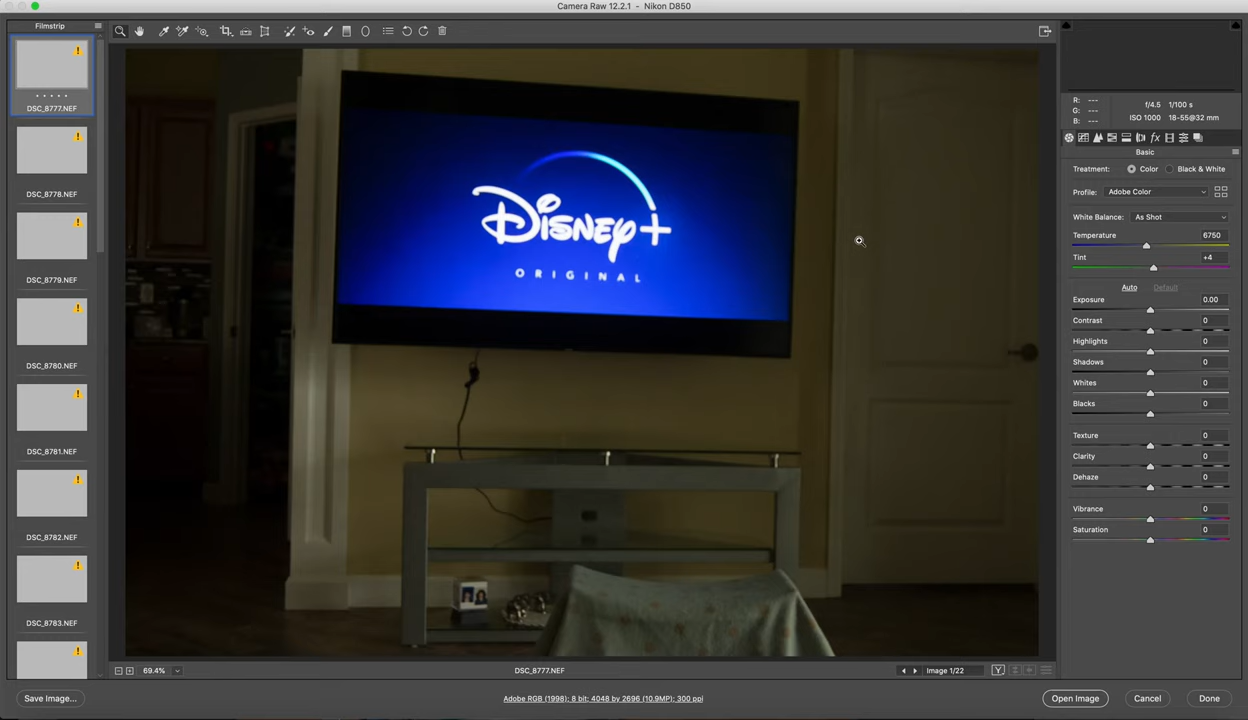 Camera Raw 12.2.1 - Nikon D850
Filmstrip
DSC_8777.NEF
DSC_8778.NEF
DSC_8779.NEF
DSC_8780.NEF
DSC_8781.NEF
DSC_8782.NEF
DSC_8783.NEF
Disney+
ORIGINAL
69.4%
DSC_8777.NEF
Image 1/22
Y
R: ---
G: ---
B: ---
f/4.5 1/100 s
ISO 1000 18-55@32 mm
fx
Basic
Treatment: Color Black & White
Profile: Adobe Color
White Balance: As Shot
Temperature 6750
Tint +4
Auto Default
Exposure 0.00
Contrast 0
Highlights 0
Shadows 0
Whites 0
Blacks 0
Texture 0
Clarity 0
Dehaze 0
Vibrance 0
Saturation 0
Save Image...
Adobe RGB (1998); 8 bit; 4048 by 2696 (10.9MP); 300 ppi
Open Image
Cancel
Done